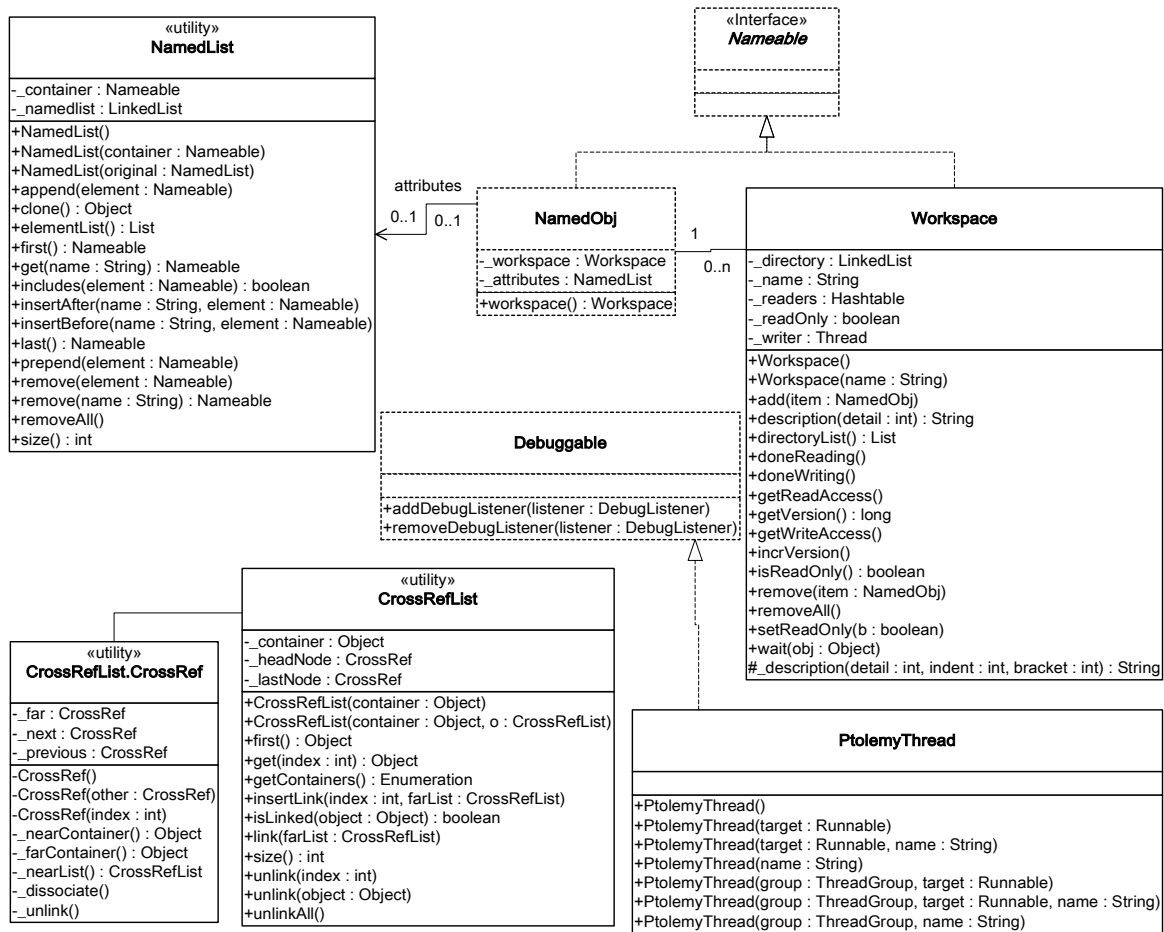 «utility»
NamedList
-_container : Nameable
-_namedlist : LinkedList
+NamedList()
+NamedList(container : Nameable)
+NamedList(original : NamedList)
+append(element : Nameable)
+clone() : Object
+elementList() : List
+first() : Nameable
+get(name : String) : Nameable
+includes(element : Nameable) : boolean
+insertAfter(name : String, element : Nameable)
+insertBefore(name : String, element : Nameable)
+last() : Nameable
+prepend(element : Nameable)
+remove(element : Nameable)
+remove(name : String) : Nameable
+removeAll()
+size() : int
«Interface»
Nameable
attributes
0..1
0..1
NamedObj
-_workspace : Workspace
-_attributes : NamedList
+workspace() : Workspace
1
0..n
Workspace
-_directory : LinkedList
-_name : String
-_readers : Hashtable
-_readOnly : boolean
-_writer : Thread
+Workspace()
+Workspace(name : String)
+add(item : NamedObj)
+description(detail : int) : String
+directoryList() : List
+doneReading()
+doneWriting()
+getReadAccess()
+getVersion() : long
+getWriteAccess()
+incrVersion()
+isReadOnly() : boolean
+remove(item : NamedObj)
+removeAll()
+setReadOnly(b : boolean)
+wait(obj : Object)
#_description(detail : int, indent : int, bracket : int) : String
Debuggable
+addDebugListener(listener : DebugListener)
+removeDebugListener(listener : DebugListener)
«utility»
CrossRefList
-_container : Object
-_headNode : CrossRef
-_lastNode : CrossRef
+CrossRefList(container : Object)
+CrossRefList(container : Object, o : CrossRefList)
+first() : Object
+get(index : int) : Object
+getContainers() : Enumeration
+insertLink(index : int, farList : CrossRefList)
+isLinked(object : Object) : boolean
+link(farList : CrossRefList)
+size() : int
+unlink(index : int)
+unlink(object : Object)
+unlinkAll()
«utility»
CrossRefList.CrossRef
-_far : CrossRef
-_next : CrossRef
-_previous : CrossRef
-CrossRef()
-CrossRef(other : CrossRef)
-CrossRef(index : int)
-_nearContainer() : Object
-_farContainer() : Object
-_nearList() : CrossRefList
-_dissociate()
-_unlink()
PtolemyThread
+PtolemyThread()
+PtolemyThread(target : Runnable)
+PtolemyThread(target : Runnable, name : String)
+PtolemyThread(name : String)
+PtolemyThread(group : ThreadGroup, target : Runnable)
+PtolemyThread(group : ThreadGroup, target : Runnable, name : String)
+PtolemyThread(group : ThreadGroup, name : String)